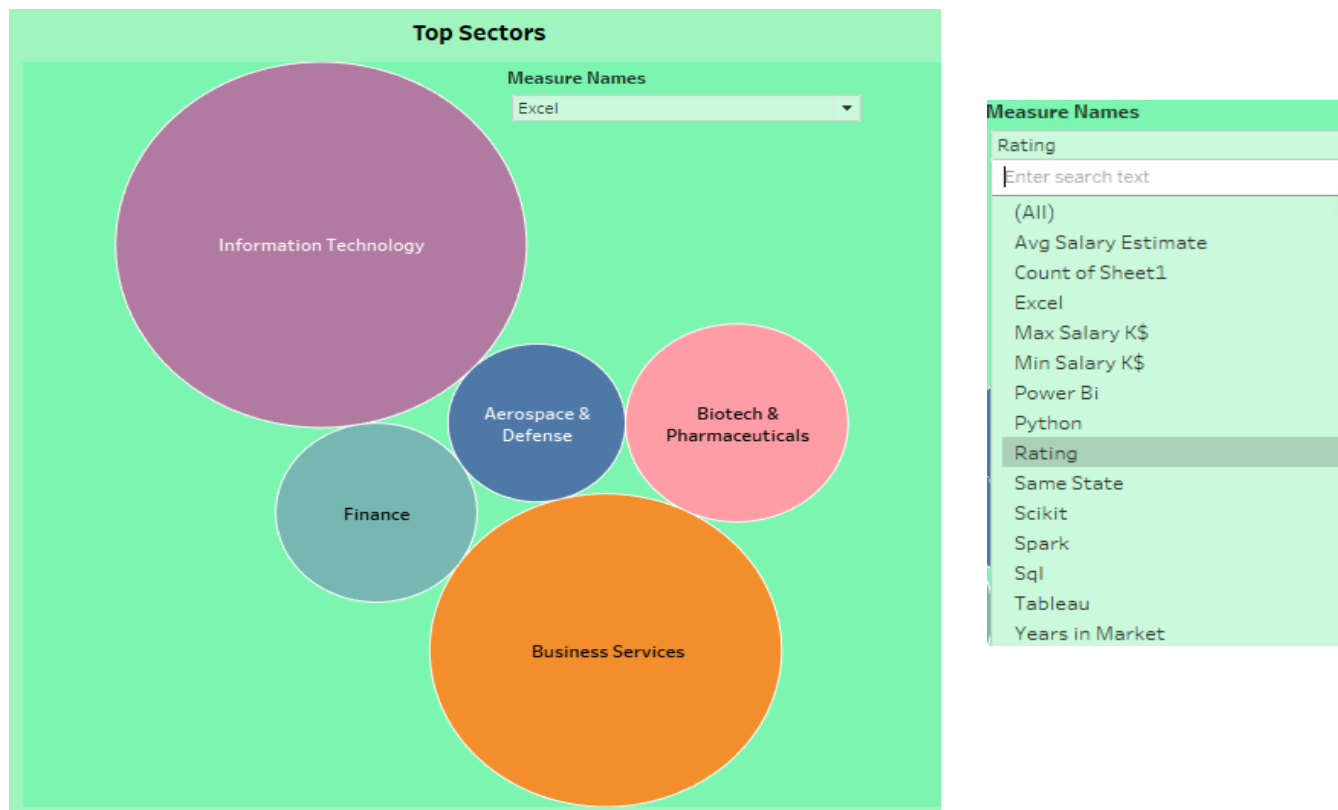 Top Sectors
Measure Names
Excel
Information Technology
Aerospace &
Defense
Biotech &
Pharmaceuticals
Finance
Business Services
Measure Names
Rating
Enter search text
(All)
Avg Salary Estimate
Count of Sheet1
Excel
Max Salary K$
Min Salary K$
Power Bi
Python
Rating
Same State
Scikit
Spark
Sql
Tableau
Years in Market